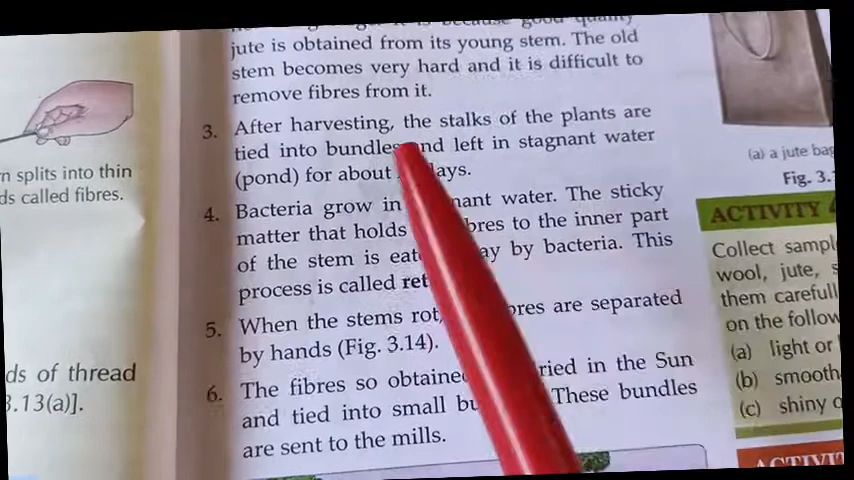 n splits into thin
ds called fibres.
ds of thread
3.13(a)].
because good quality
jute is obtained from its young stem. The old
stem becomes very hard and it is difficult to
remove fibres from it.
3. After harvesting, the stalks of the plants are
tied into bundles and left in stagnant water
(pond) for about days.
4. Bacteria grow in nant water. The sticky
matter that holds bres to the inner part
of the stem is eat ay by bacteria. This
process is called ret
5. When the stems rot, bres are separated
by hands (Fig. 3.14).
6. The fibres so obtained ried in the Sun
and tied into small bu These bundles
are sent to the mills.
(a) a jute bag
Fig. 3.1
ACTIVITY
Collect sampl
wool, jute, s
them carefull
on the follow
(a) light or
(b) smooth
(c) shiny o
ACTIVIT